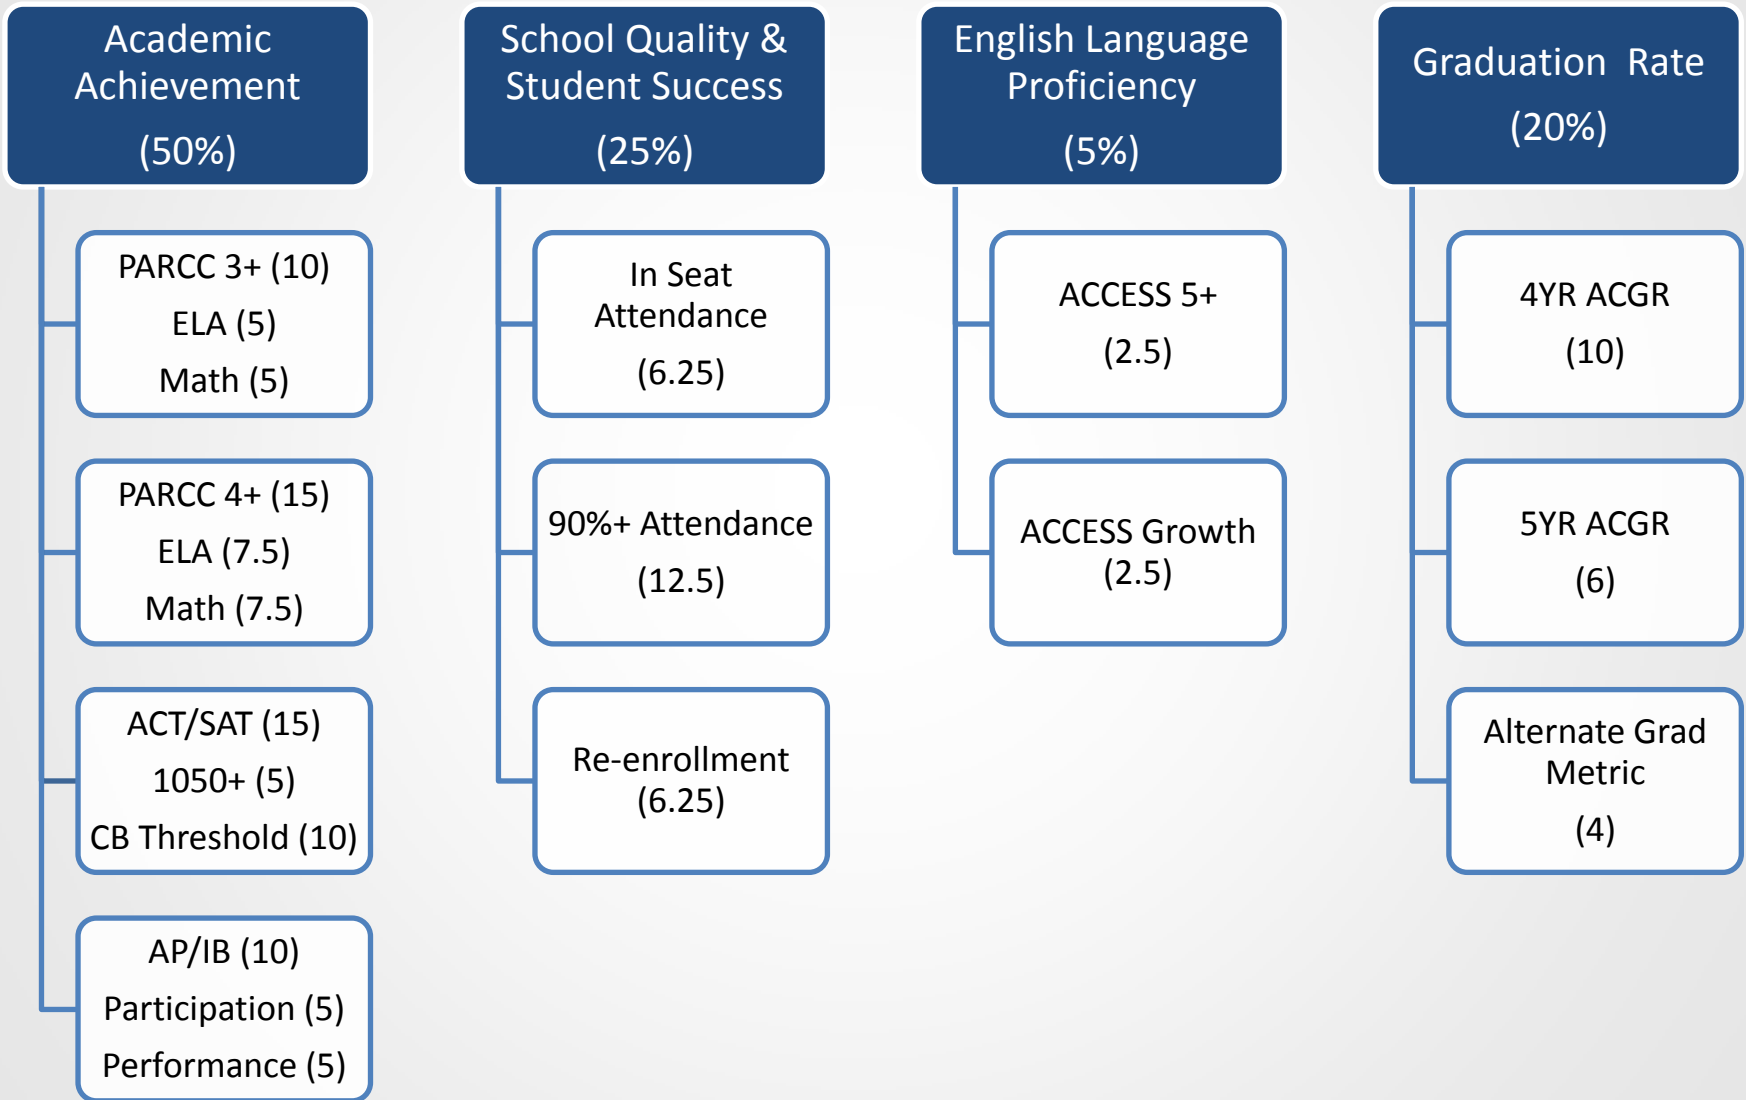 Academic
Achievement
(50%)
PARCC 3+ (10)
ELA (5)
Math (5)
PARCC 4+ (15)
ELA (7.5)
Math (7.5)
ACT/SAT (15)
1050+ (5)
CB Threshold (10)
AP/IB (10)
Participation (5)
Performance (5)
School Quality &
Student Success
(25%)
In Seat
Attendance
(6.25)
90%+ Attendance
(12.5)
Re-enrollment
(6.25)
English Language
Proficiency
(5%)
ACCESS 5+
(2.5)
ACCESS Growth
(2.5)
Graduation Rate
(20%)
4YR ACGR
(10)
5YR ACGR
(6)
Alternate Grad
Metric
(4)